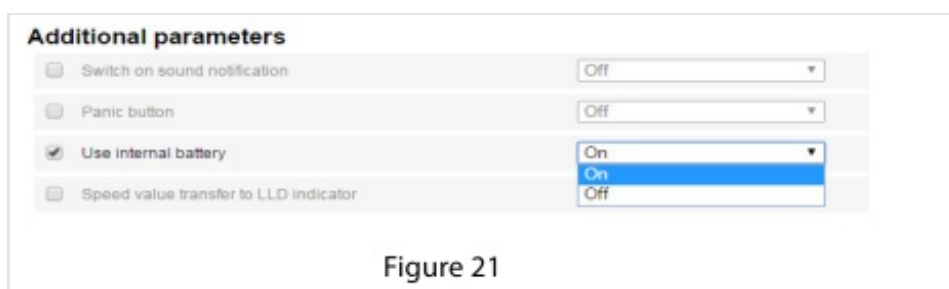 Additional parameters
Switch on sound notification Off
Panic button Off
Use internal battery On
On
Speed value transfer to LLD indicator Off
Figure 21